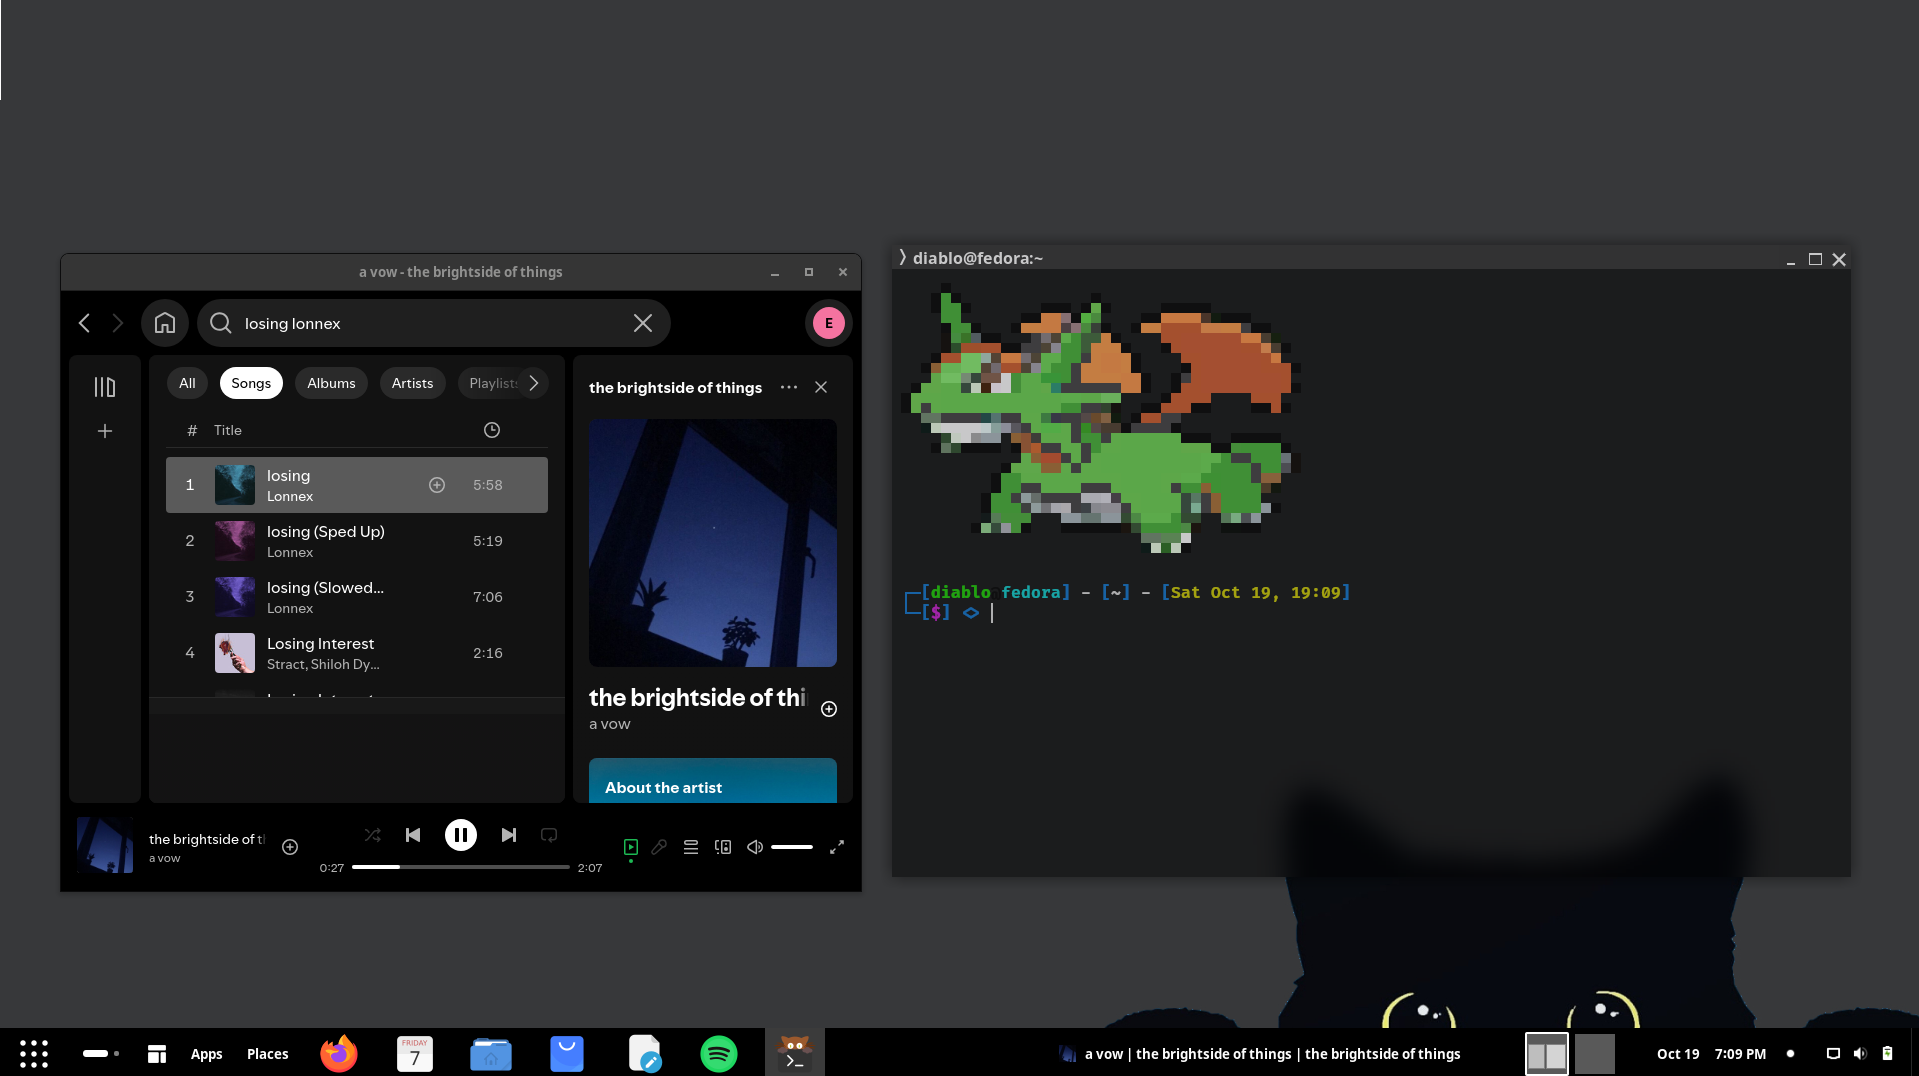 a vow - the brightside of things
losing lonnex
E
All
Songs
Albums
Artists
Playlists
# Title
1
losing
Lonnex
5:58
2
losing (Sped Up)
Lonnex
5:19
3
losing (Slowed...
Lonnex
7:06
4
Losing Interest
Stract, Shiloh Dy...
2:16
the brightside of things
the brightside of thi
a vow
About the artist
the brightside of t
a vow
0:27
2:07
diablo@fedora:~
[diablo fedora] - [~] - [Sat Oct 19, 19:09]
[$] <>
Apps
Places
FRIDAY
7
a vow | the brightside of things | the brightside of things
Oct 19 7:09 PM